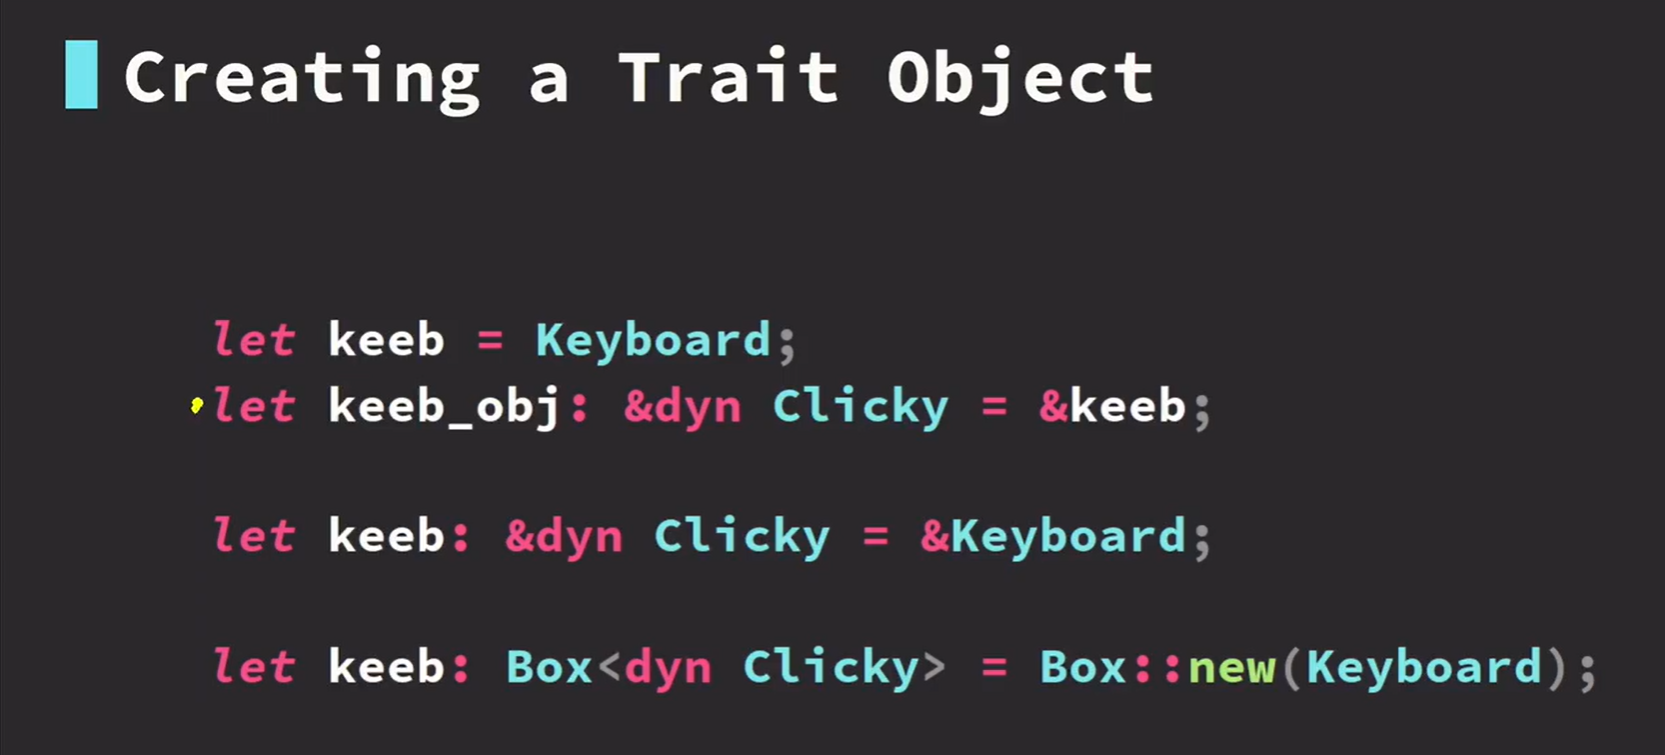 Creating a Trait Object
let keeb = Keyboard;
let keeb_obj: &dyn Clicky = &keeb;
let keeb: &dyn Clicky = &Keyboard;
let keeb: Box<dyn Clicky> = Box::new(Keyboard);